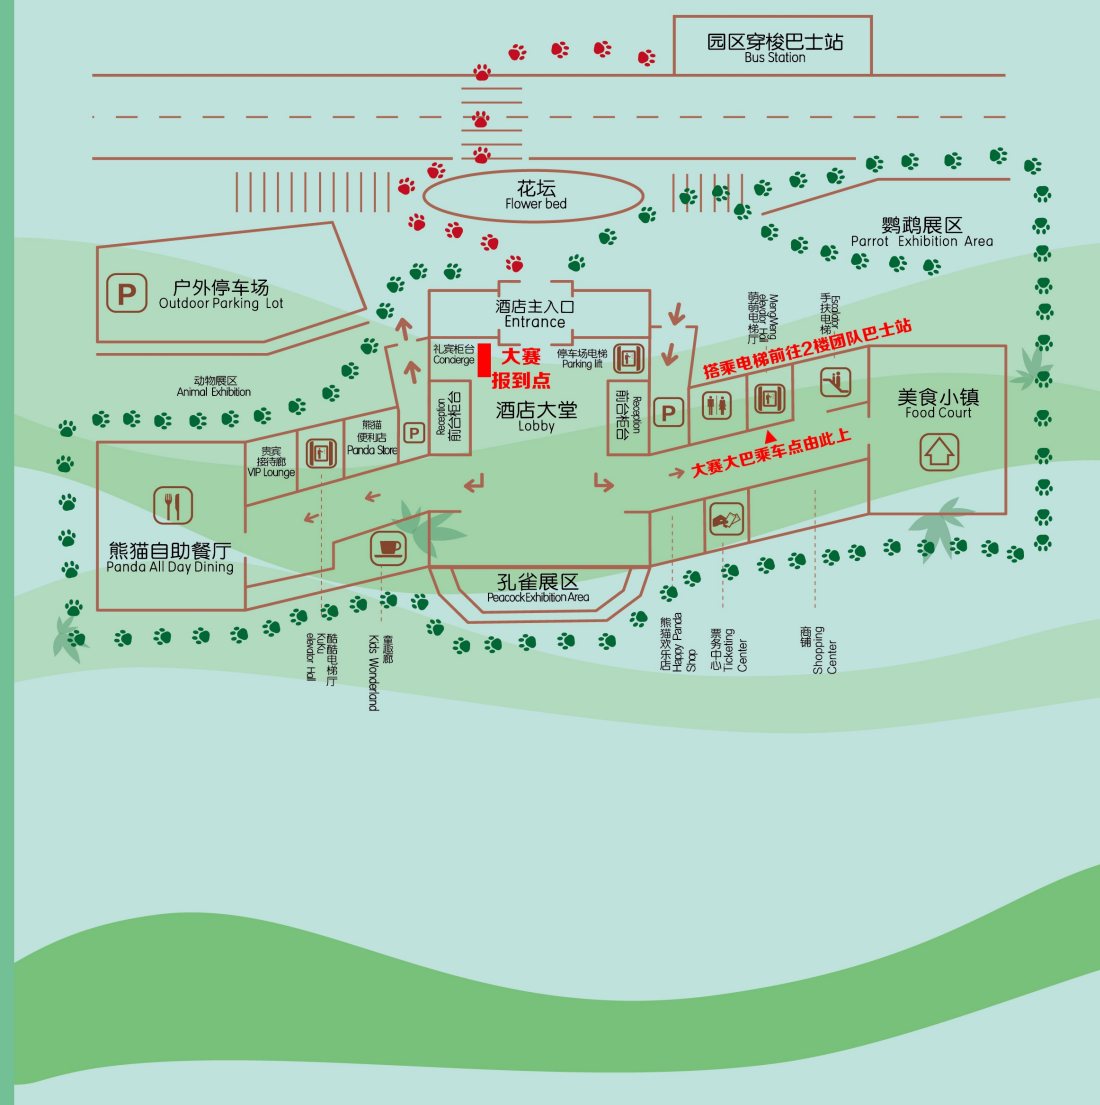 园区穿梭巴士站
Bus Station
花坛
Flower bed
鹦鹉展区
Parrot Exhibition Area
P
户外停车场
Outdoor Parking Lot
酒店主入口
Entrance
萌萌电梯厅
MengMeng
elevator Hall
手扶电梯
Escalator
礼宾柜台
Concierge
大赛
报到点
停车场电梯
Parking lift
搭乘电梯前往2楼团队巴士站
动物展区
Animal Exhibition
前台柜台
Reception
酒店大堂
Lobby
前台柜台
Reception
P
P
美食小镇
Food Court
熊猫
便利店
Panda Store
贵宾
接待廊
VIP Lounge
大赛大巴乘车点由此上
熊猫自助餐厅
Panda All Day Dining
孔雀展区
Peacock Exhibition Area
酷酷电梯厅
KuKu
elevator Hall
童趣廊
Kids Wonderland
熊猫欢乐店
Happy Panda
Shop
票务中心
Ticketing
Center
商铺
Shopping
Center